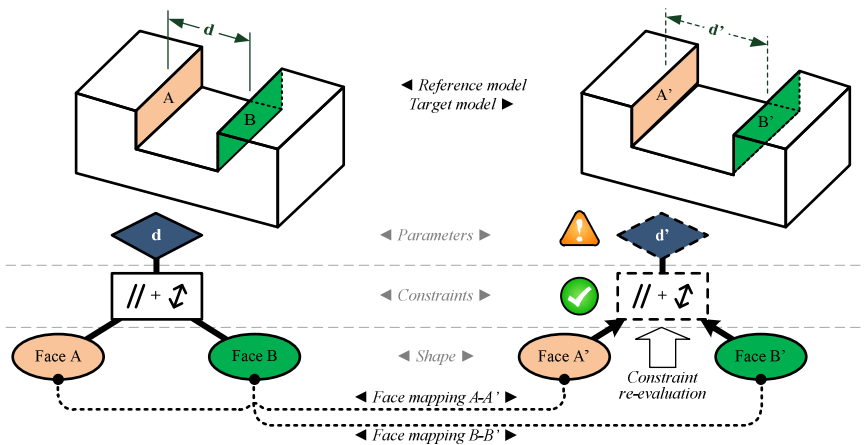 d
d’
A
B
A’
B’
◄ Reference model
Target model ►
d
◄ Parameters ►
!
d’
// +
◄ Constraints ►
// +
Face A
Face B
◄ Shape ►
Face A’
Face B’
Constraint
re-evaluation
◄ Face mapping A-A’ ►
◄ Face mapping B-B’ ►